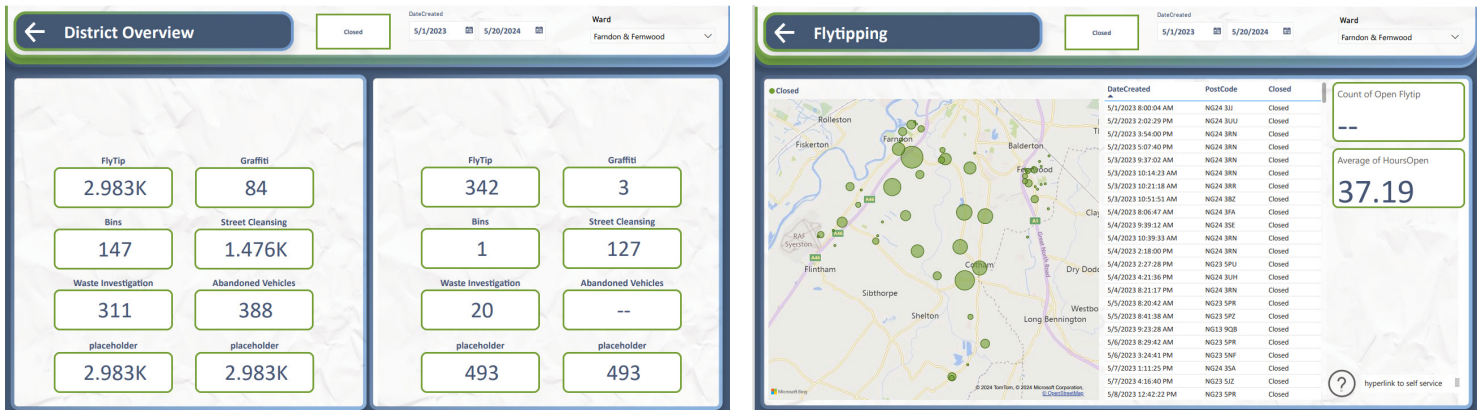 District Overview
Closed
DateCreated
5/1/2023
5/20/2024
Ward
Farndon & Fernwood
FlyTip
Graffiti
2.983K
84
Bins
Street Cleansing
147
1.476K
Waste Investigation
Abandoned Vehicles
311
388
placeholder
placeholder
2.983K
2.983K
FlyTip
Graffiti
342
3
Bins
Street Cleansing
1
127
Waste Investigation
Abandoned Vehicles
20
--
placeholder
placeholder
493
493
Flytipping
Closed
DateCreated
5/1/2023
5/20/2024
Ward
Farndon & Fernwood
Closed
Rolleston
Fiskerton
Farndon
Balderton
Fernwood
A46
A1
A46
RAF
Syerston
A46
Great North Road
Flintham
Cotham
Dry Dodd
Sibthorpe
Shelton
Long Bennington
Westbo
Microsoft Bing
© 2024 TomTom, © 2024 Microsoft Corporation,
© OpenStreetMap
DateCreated PostCode Closed
5/1/2023 8:00:04 AM NG24 3JJ Closed
5/2/2023 2:02:29 PM NG24 3UU Closed
5/2/2023 3:54:00 PM NG24 3RN Closed
5/2/2023 5:07:40 PM NG24 3RN Closed
5/3/2023 9:37:02 AM NG24 3RN Closed
5/3/2023 10:14:23 AM NG24 3RN Closed
5/3/2023 10:21:18 AM NG24 3RR Closed
5/3/2023 10:51:51 AM NG24 3BZ Closed
5/4/2023 8:06:47 AM NG24 3FA Closed
5/4/2023 9:39:12 AM NG24 3SE Closed
5/4/2023 10:39:33 AM NG24 3RN Closed
5/4/2023 2:18:00 PM NG24 3RN Closed
5/4/2023 2:27:28 PM NG23 5PU Closed
5/4/2023 4:21:36 PM NG24 3UH Closed
5/4/2023 8:21:17 PM NG24 3RN Closed
5/5/2023 8:20:42 AM NG23 5PR Closed
5/5/2023 8:41:38 AM NG23 5PZ Closed
5/5/2023 9:23:28 AM NG13 9QB Closed
5/6/2023 8:29:42 AM NG23 5PR Closed
5/6/2023 3:24:41 PM NG23 5NF Closed
5/7/2023 1:11:25 PM NG24 3SA Closed
5/7/2023 4:16:40 PM NG23 5JZ Closed
5/8/2023 12:42:22 PM NG23 5PR Closed
Count of Open Flytip
--
Average of HoursOpen
37.19
?
hyperlink to self service